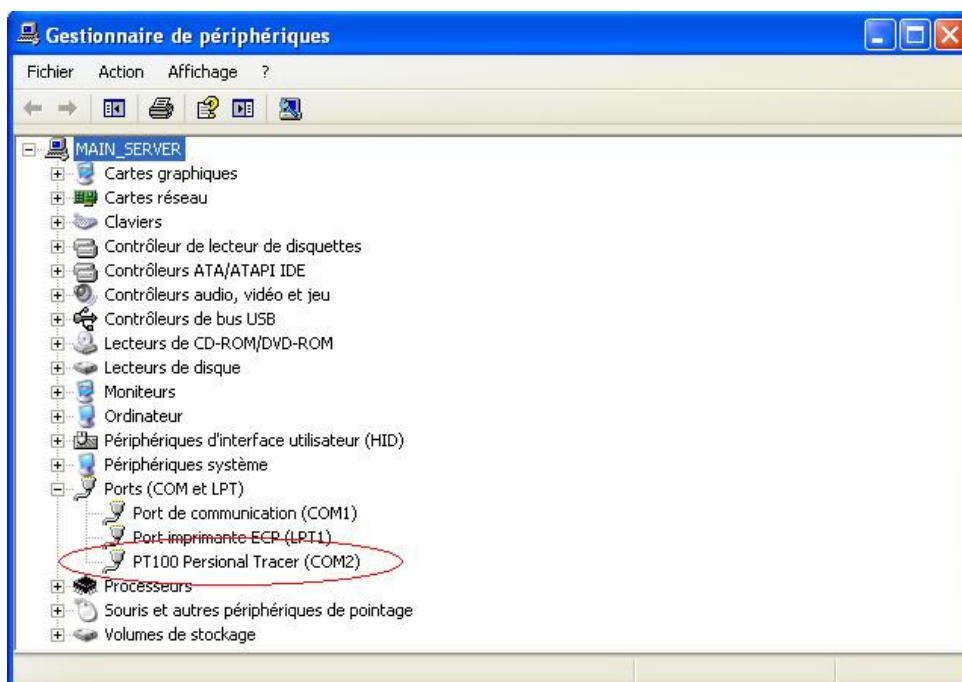 Gestionnaire de périphériques
Fichier Action Affichage ?
MAIN_SERVER
Cartes graphiques
Cartes réseau
Claviers
Contrôleur de lecteur de disquettes
Contrôleurs ATA/ATAPI IDE
Contrôleurs audio, vidéo et jeu
Contrôleurs de bus USB
Lecteurs de CD-ROM/DVD-ROM
Lecteurs de disque
Moniteurs
Ordinateur
Périphériques d'interface utilisateur (HID)
Périphériques système
Ports (COM et LPT)
Port de communication (COM1)
Port imprimante ECP (LPT1)
PT100 Persional Tracer (COM2)
Processeurs
Souris et autres périphériques de pointage
Volumes de stockage